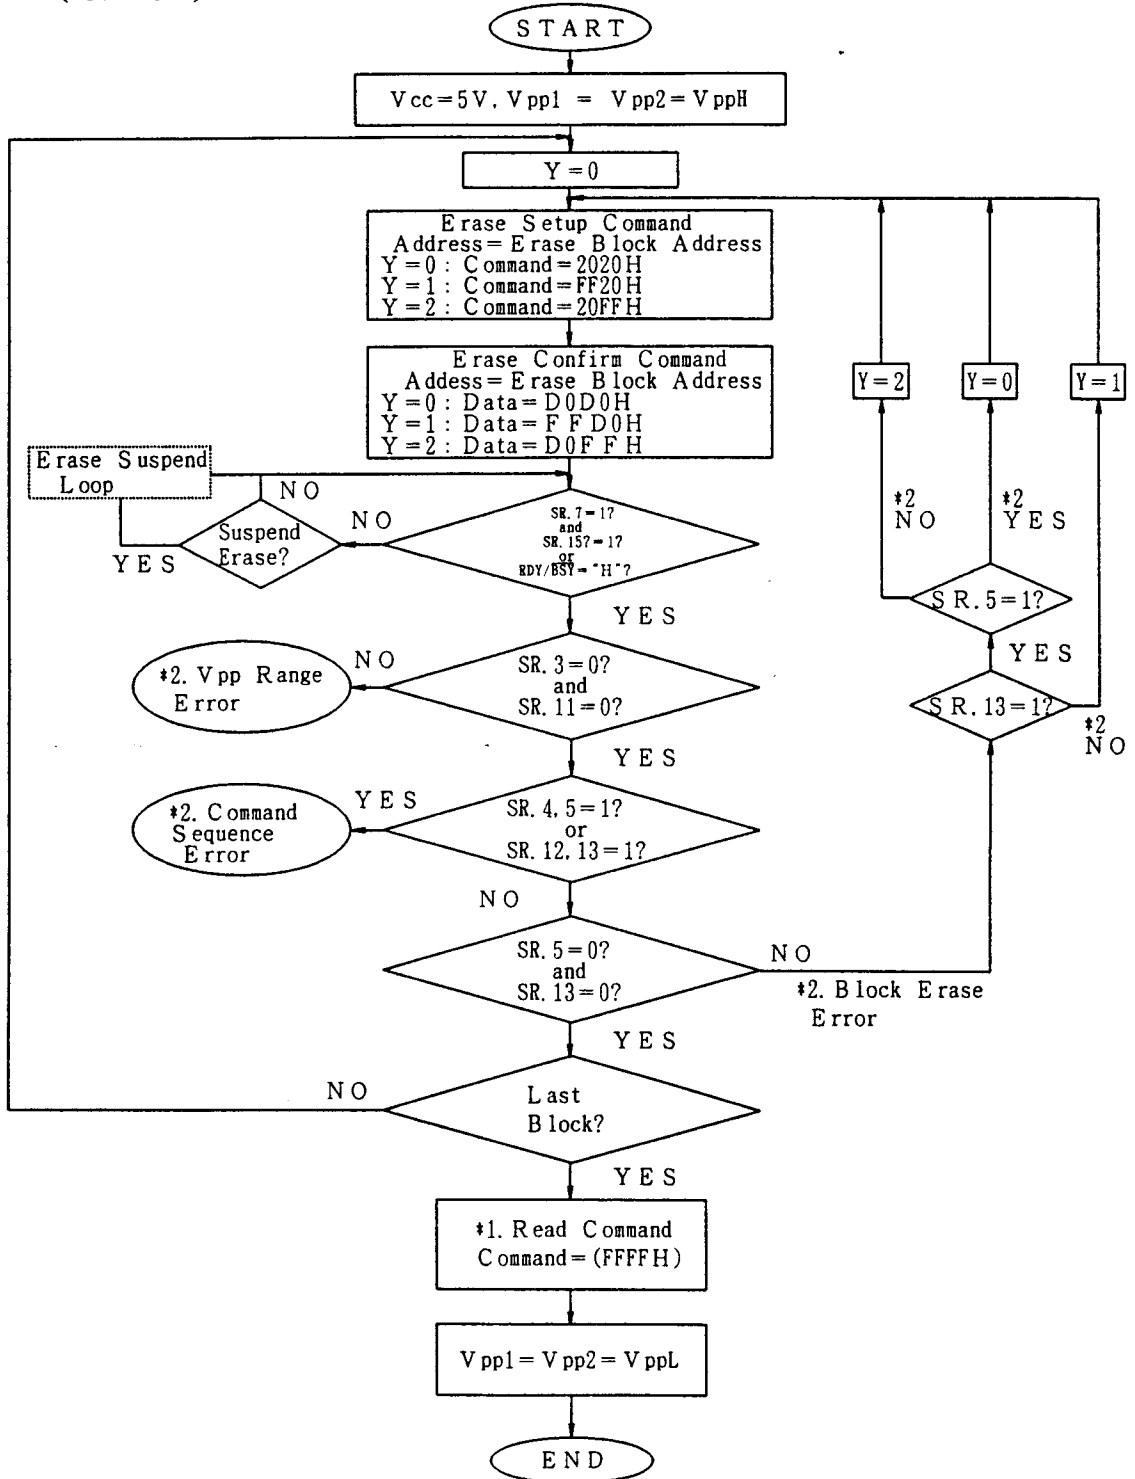 START
Vcc=5V, Vpp1 = Vpp2=VppH
Y=0
Erase Setup Command
Address=Erase Block Address
Y=0: Command=2020H
Y=1: Command=FF20H
Y=2: Command=20FFH
Erase Confirm Command
Addess=Erase Block Address
Y=0: Data=D0D0H
Y=1: Data=FFD0H
Y=2: Data=D0FFH
Y=2
Y=0
Y=1
Erase Suspend
Loop
NO
Suspend
Erase?
YES
NO
SR.7=1?
and
SR.15?=1?
or
RDY/BSY="H"?
YES
*2
NO
*2
YES
SR.5=1?
YES
SR.13=1?
*2
NO
*2. Vpp Range
Error
NO
SR.3=0?
and
SR.11=0?
YES
*2. Command
Sequence
Error
YES
SR.4,5=1?
or
SR.12,13=1?
NO
SR.5=0?
and
SR.13=0?
NO
*2. Block Erase
Error
YES
NO
Last
Block?
YES
*1. Read Command
Command=(FFFFH)
Vpp1=Vpp2=VppL
END